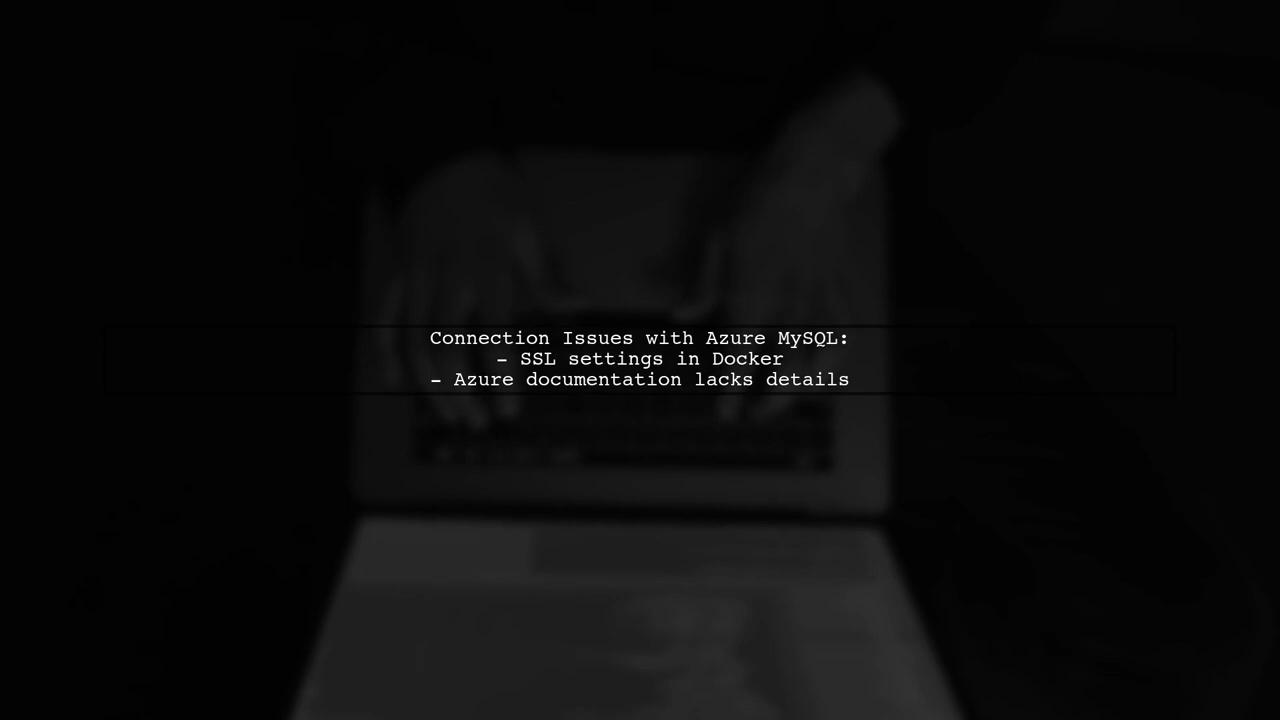 Connection Issues with Azure MySQL:
- SSL settings in Docker
- Azure documentation lacks details